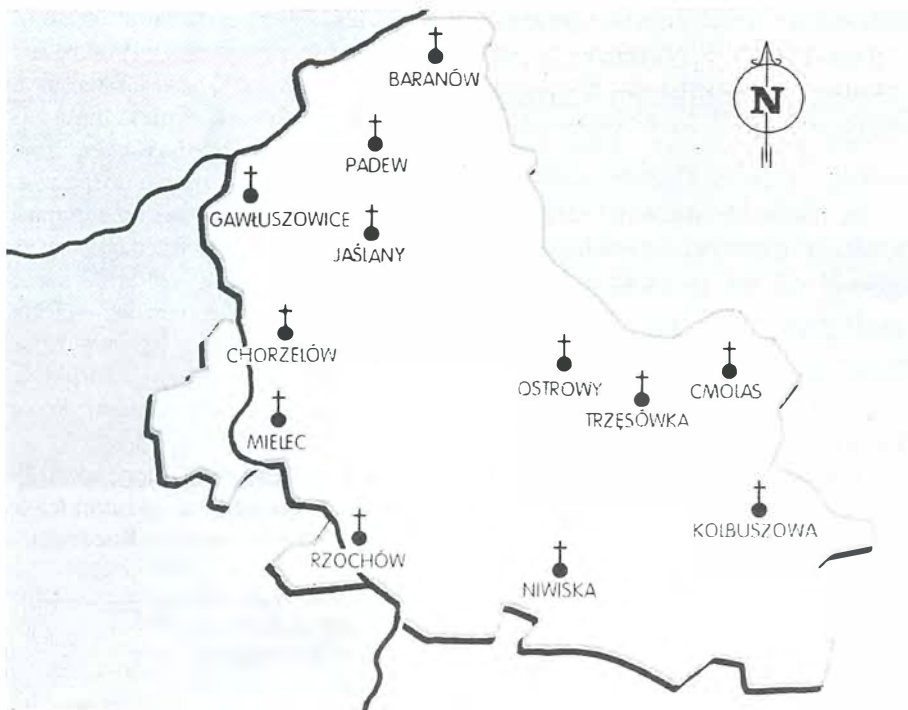 BARANÓW
N
PADEW
GAWŁUSZOWICE
JAŚLANY
CHORZELÓW
OSTROWY
TRZĘSÓWKA
CMOLAS
MIELEC
KOLBUSZOWA
RZOCHÓW
NIWISKA